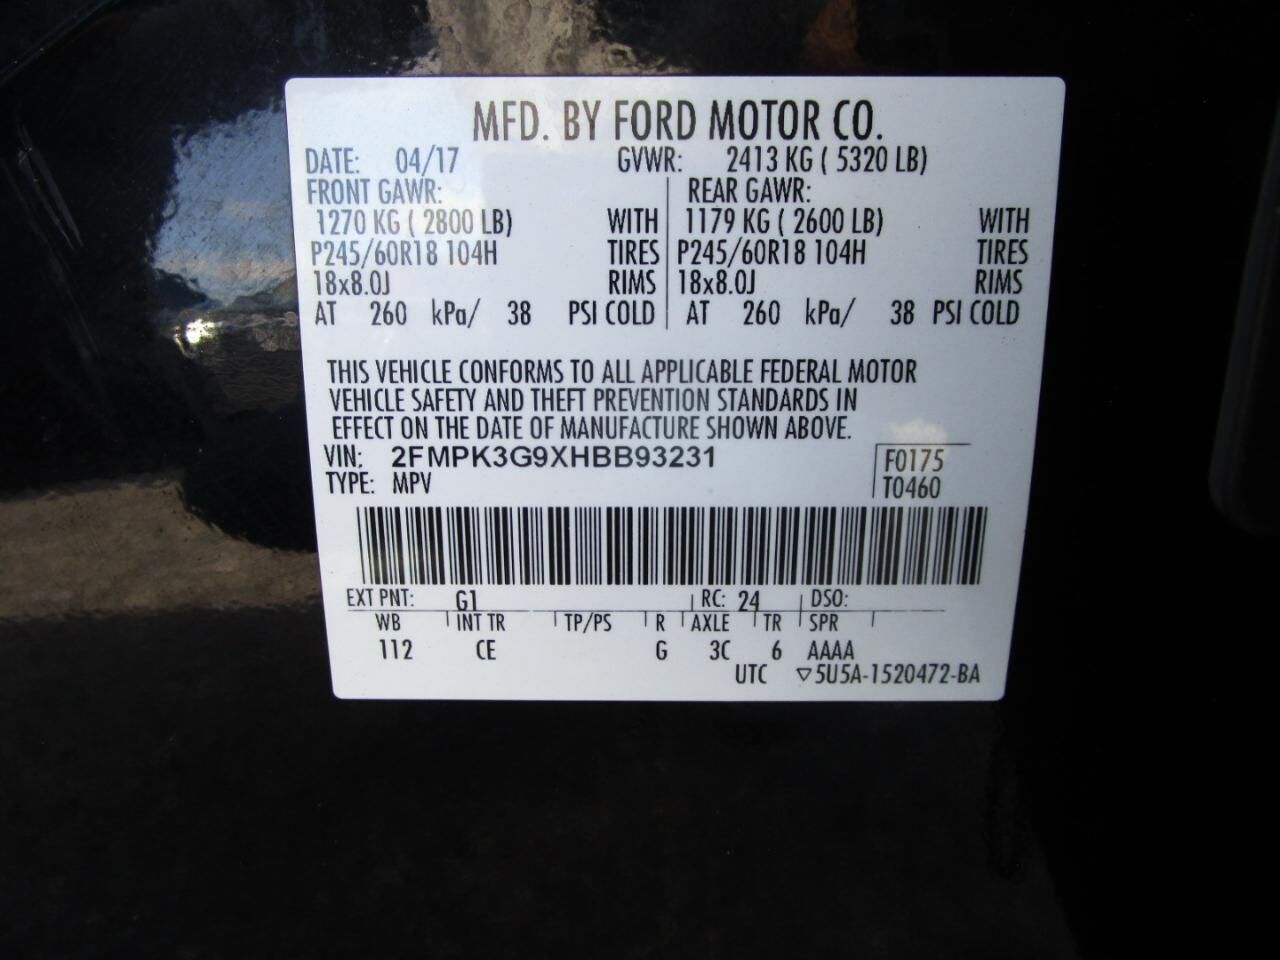 MFD. BY FORD MOTOR CO.
DATE: 04/17 GVWR: 2413 KG ( 5320 LB)
FRONT GAWR: REAR GAWR:
1270 KG ( 2800 LB) WITH 1179 KG ( 2600 LB) WITH
P245/60R18 104H TIRES P245/60R18 104H TIRES
18x8.0J RIMS 18x8.0J RIMS
AT 260 kPa/ 38 PSI COLD AT 260 kPa/ 38 PSI COLD
THIS VEHICLE CONFORMS TO ALL APPLICABLE FEDERAL MOTOR
VEHICLE SAFETY AND THEFT PREVENTION STANDARDS IN
EFFECT ON THE DATE OF MANUFACTURE SHOWN ABOVE.
VIN: 2FMPK3G9XHBB93231 F0175
TYPE: MPV T0460
EXT PNT: G1 RC: 24 DSO:
WB INT TR TP/PS R AXLE TR SPR
112 CE G 3C 6 AAAA
UTC ▽5U5A-1520472-BA